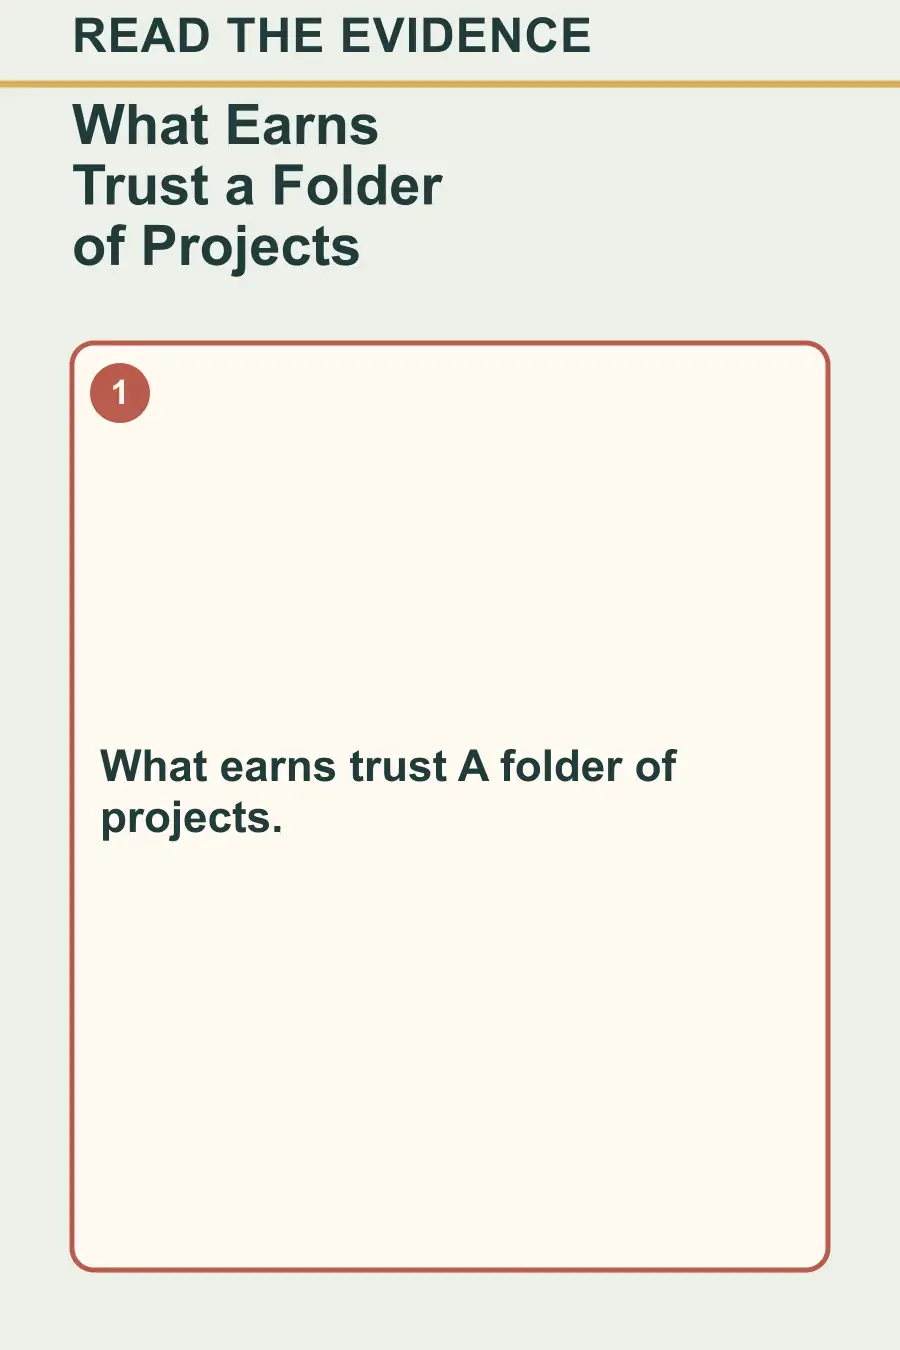 READ THE EVIDENCE
What Earns
Trust a Folder
of Projects
1
What earns trust A folder of
projects.